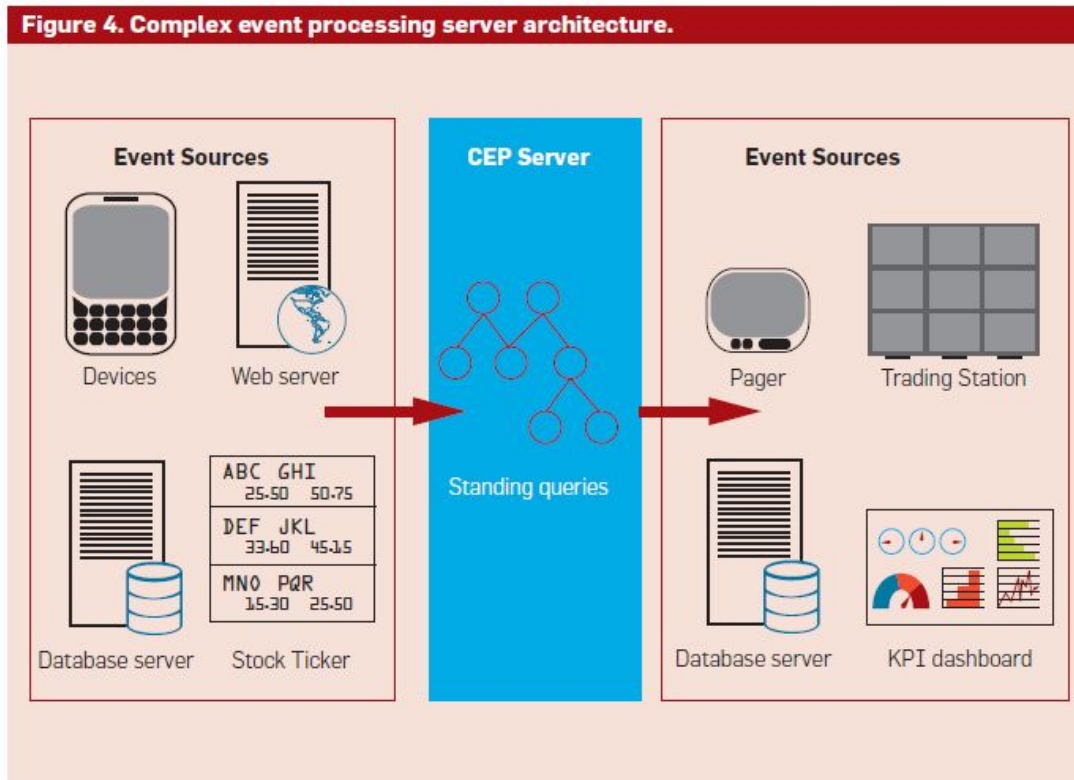 Figure 4. Complex event processing server architecture.
Event Sources
Devices
Web server
Database server
ABC GHI
25.50 50.75
DEF JKL
33.60 45.15
MNO PQR
15.30 25.50
Stock Ticker
CEP Server
Standing queries
Event Sources
Pager
Trading Station
Database server
KPI dashboard